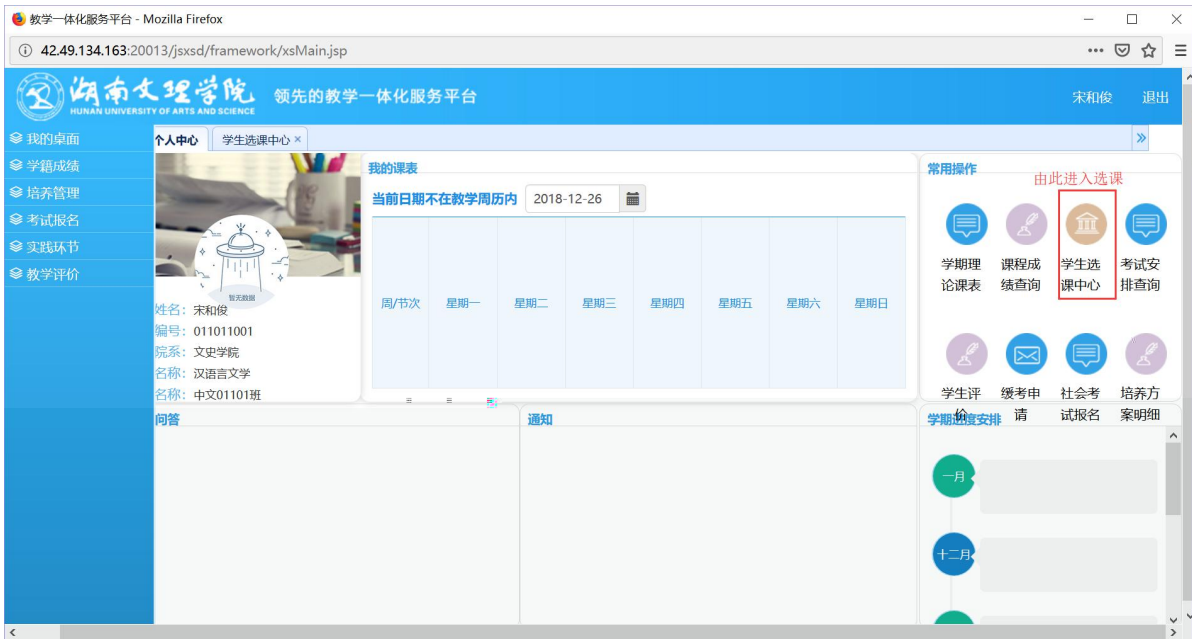 教学一体化服务平台 - Mozilla Firefox
42.49.134.163:20013/jsxsd/framework/xsMain.jsp
湖南文理学院
HUNAN UNIVERSITY OF ARTS AND SCIENCE
领先的教学一体化服务平台
宋和俊 退出
我的桌面
学籍成绩
培养管理
考试报名
实践环节
教学评价
个人中心 学生选课中心 ×
暂无数据
姓名：宋和俊
编号：011011001
院系：文史学院
名称：汉语言文学
名称：中文01101班
我的课表
当前日期不在教学周历内 2018-12-26
周/节次 星期一 星期二 星期三 星期四 星期五 星期六 星期日
常用操作
由此进入选课
学期理论课表
课程成绩查询
学生选课中心
考试安排查询
学生评价
缓考申请
社会考试报名
培养方案明细
问答
通知
学期进度安排
一月
十二月